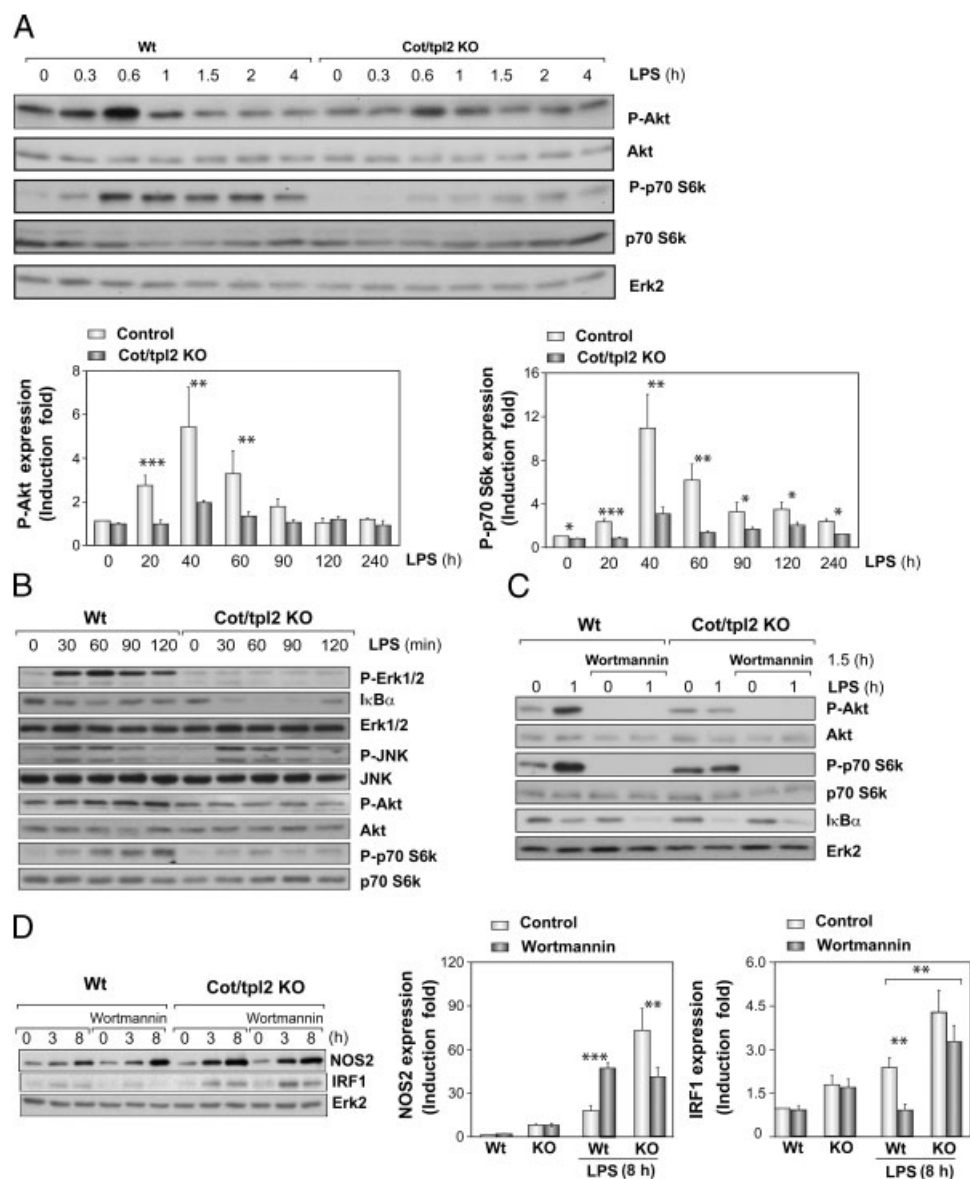 A
Wt Cot/tpl2 KO
0 0.3 0.6 1 1.5 2 4 0 0.3 0.6 1 1.5 2 4 LPS (h)
P-Akt
Akt
P-p70 S6k
p70 S6k
Erk2
Control
Cot/tpl2 KO
P-Akt expression
(Induction fold)
8
6
4
2
0
***
**
**
0 20 40 60 90 120 240 LPS (h)
Control
Cot/tpl2 KO
P-p70 S6k expression
(Induction fold)
16
12
8
4
0
*
***
**
**
*
*
*
0 20 40 60 90 120 240 LPS (h)
B
Wt Cot/tpl2 KO
0 30 60 90 120 0 30 60 90 120 LPS (min)
P-Erk1/2
IκBα
Erk1/2
P-JNK
JNK
P-Akt
Akt
P-p70 S6k
p70 S6k
C
Wt Cot/tpl2 KO
Wortmannin Wortmannin 1.5 (h)
0 1 0 1 0 1 0 1 LPS (h)
P-Akt
Akt
P-p70 S6k
p70 S6k
IκBα
Erk2
D
Wt Cot/tpl2 KO
Wortmannin Wortmannin
0 3 8 0 3 8 0 3 8 0 3 8 (h)
NOS2
IRF1
Erk2
Control
Wortmannin
NOS2 expression
(Induction fold)
120
90
60
30
0
***
**
Wt KO Wt KO
LPS (8 h)
Control
Wortmannin
IRF1 expression
(Induction fold)
6.0
4.5
3.0
1.5
0
**
**
Wt KO Wt KO
LPS (8 h)